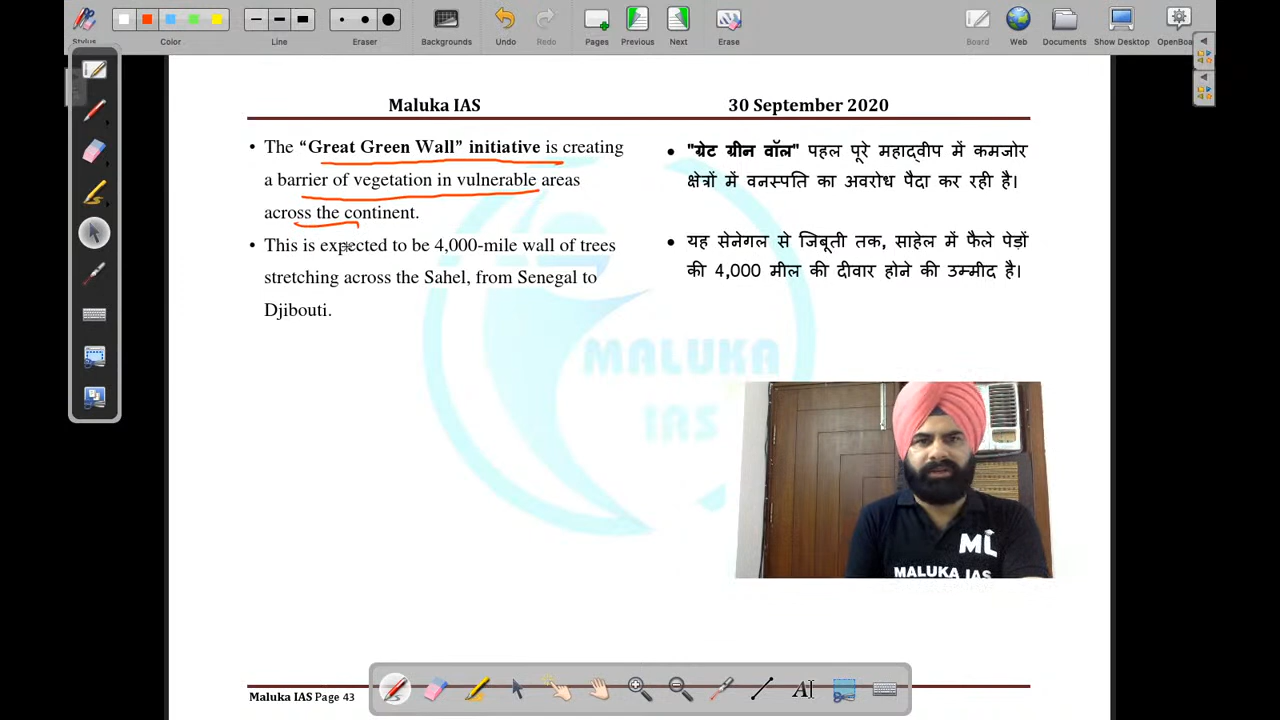 Stylus
Color
Line
Eraser
Backgrounds
Undo
Redo
Pages
Previous
Next
Erase
Board
Web
Documents
Show Desktop
OpenBoa
Maluka IAS
30 September 2020
• The “Great Green Wall” initiative is creating
a barrier of vegetation in vulnerable areas
across the continent.
• This is expected to be 4,000-mile wall of trees
stretching across the Sahel, from Senegal to
Djibouti.
• "ग्रेट ग्रीन वॉल" पहल पूरे महाद्वीप में कमजोर
क्षेत्रों में वनस्पति का अवरोध पैदा कर रही है।
• यह सेनेगल से जिबूती तक, साहेल में फैले पेड़ों
की 4,000 मील की दीवार होने की उम्मीद है।
MALUKA
IAS
ML
MALUKA IAS
Maluka IAS Page 43